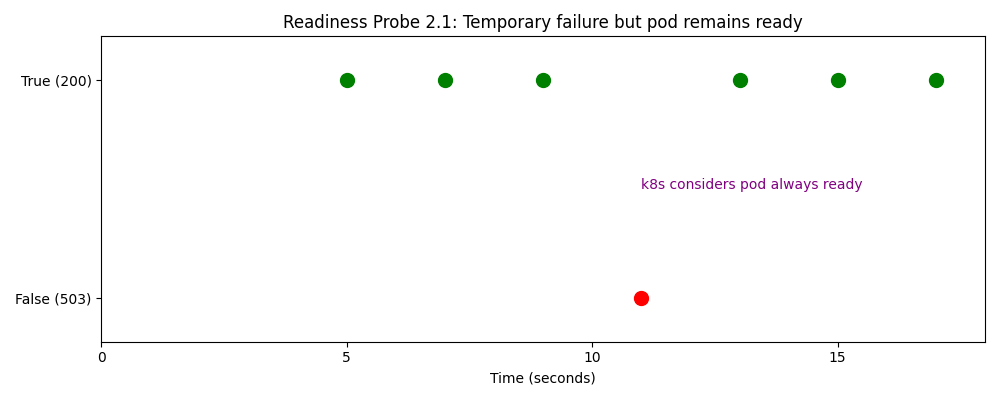 Readiness Probe 2.1: Temporary failure but pod remains ready
True (200)
k8s considers pod always ready
False (503)
0
5
10
15
Time (seconds)